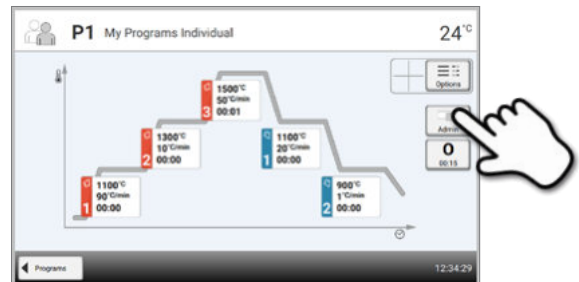 P1 My Programs Individual
24°C
Options
Admin
0
00:15
1500°C
50°C/min
3 00:01
1300°C
10°C/min
2 00:00
1100°C
20°C/min
1 00:00
1100°C
90°C/min
1 00:00
900°C
1°C/min
2 00:00
Programs
12:34:29